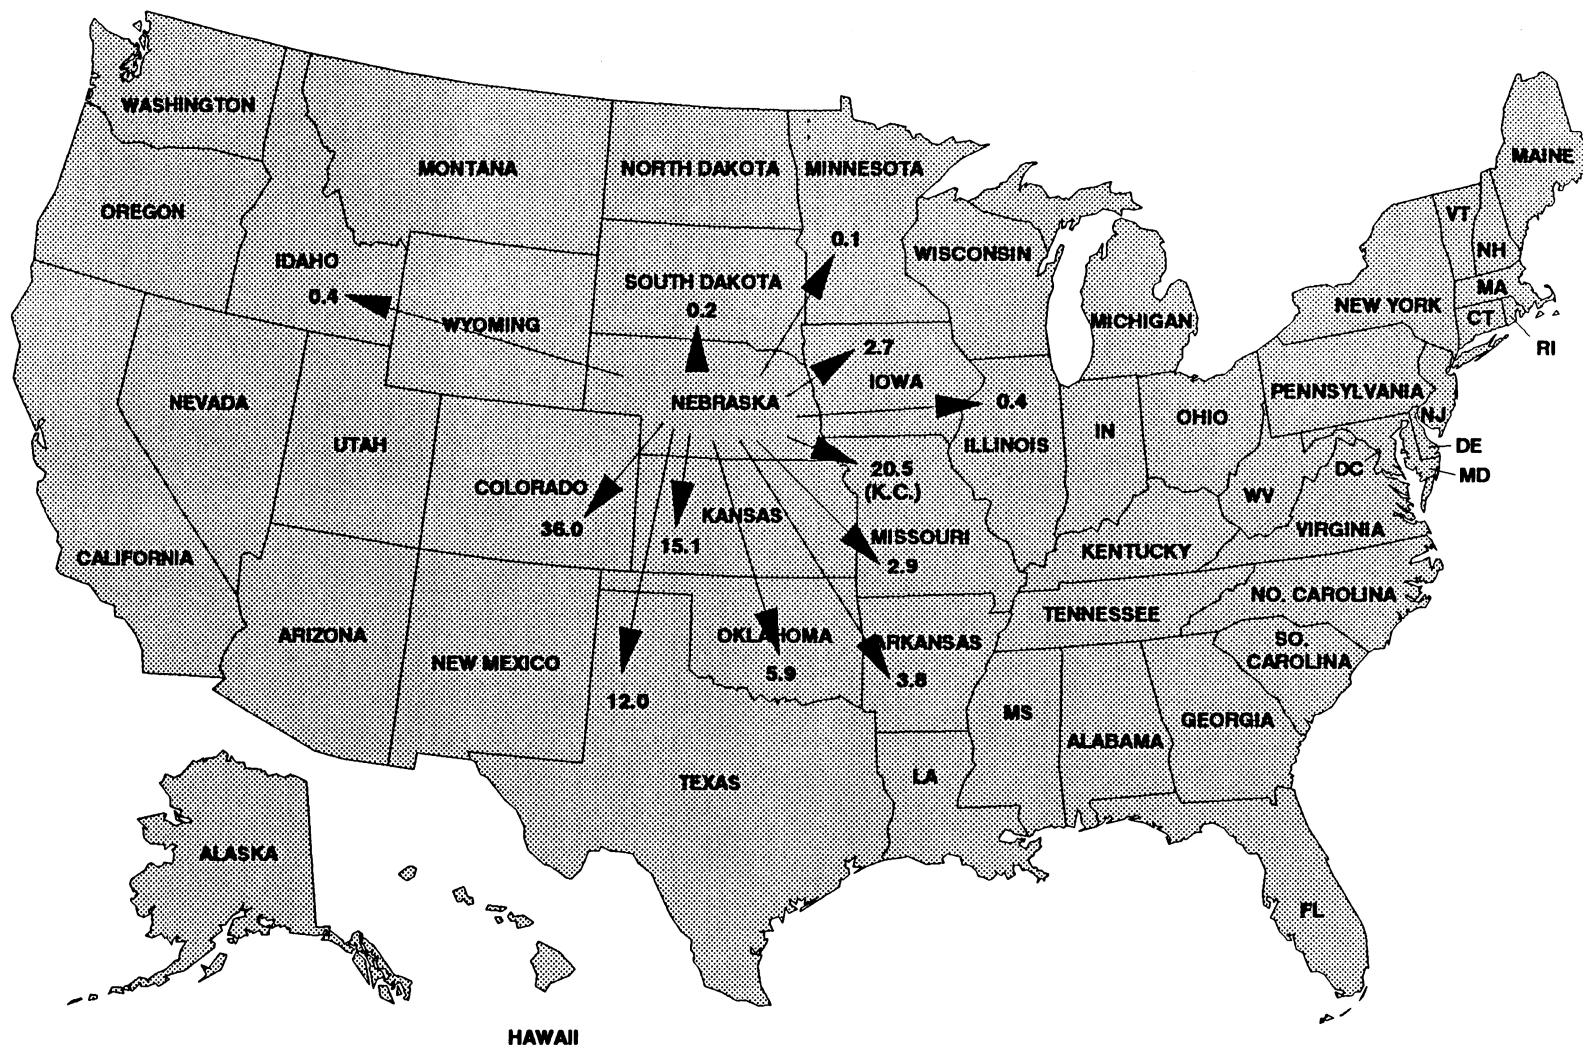 WASHINGTON
MONTANA
NORTH DAKOTA
MINNESOTA
MAINE
OREGON
VT
0.1
WISCONSIN
NH
IDAHO
0.4
SOUTH DAKOTA
0.2
MA
NEW YORK
CT
WYOMING
MICHIGAN
RI
2.7
IOWA
NEVADA
NEBRASKA
0.4
PENNSYLVANIA
NJ
OHIO
UTAH
ILLINOIS
IN
DE
20.5
(K.C.)
DC
MD
COLORADO
36.0
KANSAS
15.1
WV
VIRGINIA
MISSOURI
2.9
KENTUCKY
CALIFORNIA
NO. CAROLINA
TENNESSEE
ARIZONA
OKLAHOMA
5.9
ARKANSAS
3.8
SO.
CAROLINA
NEW MEXICO
12.0
MS
GEORGIA
ALABAMA
TEXAS
LA
ALASKA
FL
HAWAII